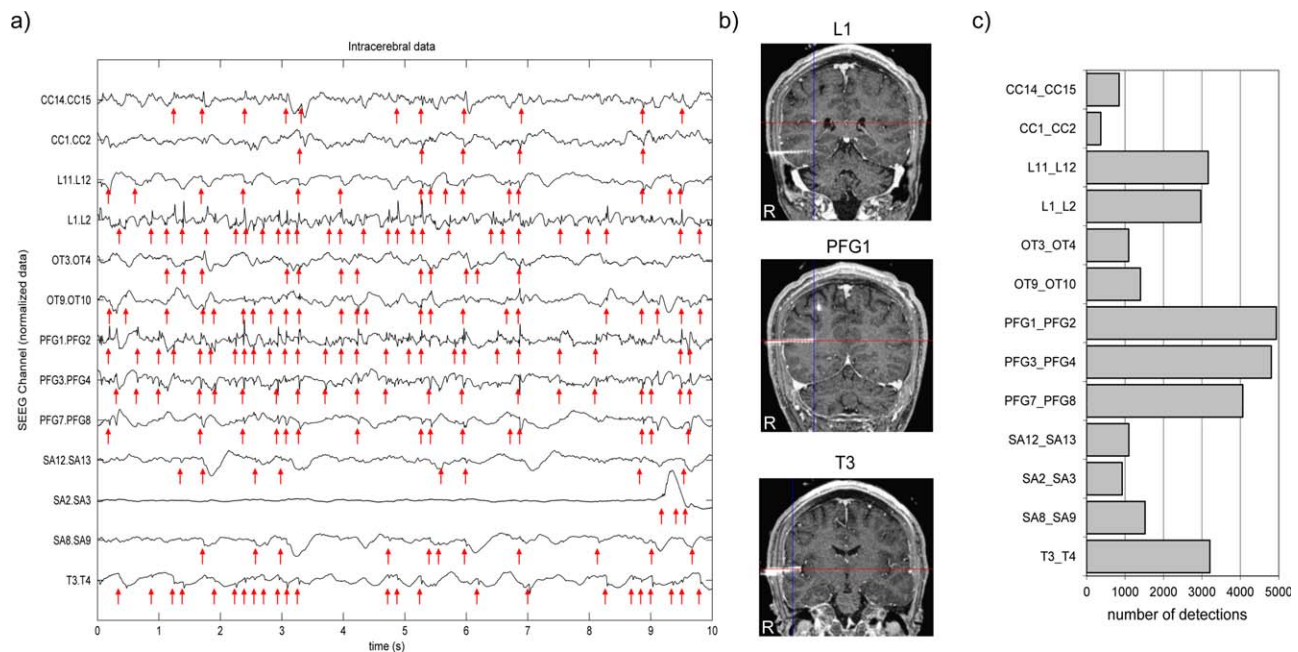 a)
Intracerebral data
SEEG Channel (normalized data)
CC14.CC15
CC1.CC2
L11.L12
L1.L2
OT3.OT4
OT9.OT10
PFG1.PFG2
PFG3.PFG4
PFG7.PFG8
SA12.SA13
SA2.SA3
SA8.SA9
T3.T4
0 1 2 3 4 5 6 7 8 9 10
time (s)
b)
L1
R
PFG1
R
T3
R
c)
CC14_CC15
CC1_CC2
L11_L12
L1_L2
OT3_OT4
OT9_OT10
PFG1_PFG2
PFG3_PFG4
PFG7_PFG8
SA12_SA13
SA2_SA3
SA8_SA9
T3_T4
0 1000 2000 3000 4000 5000
number of detections